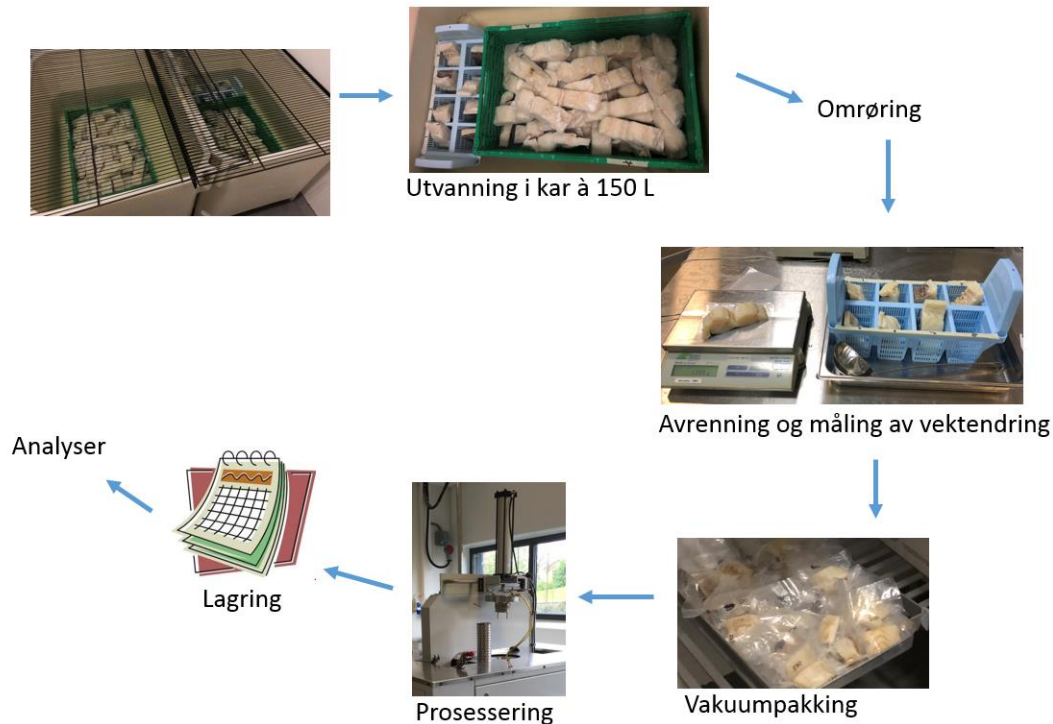 Utvanning i kar à 150 L
Omrøring
Avrenning og måling av vektendring
Vakuumpakking
Prosessering
Lagring
Analyser